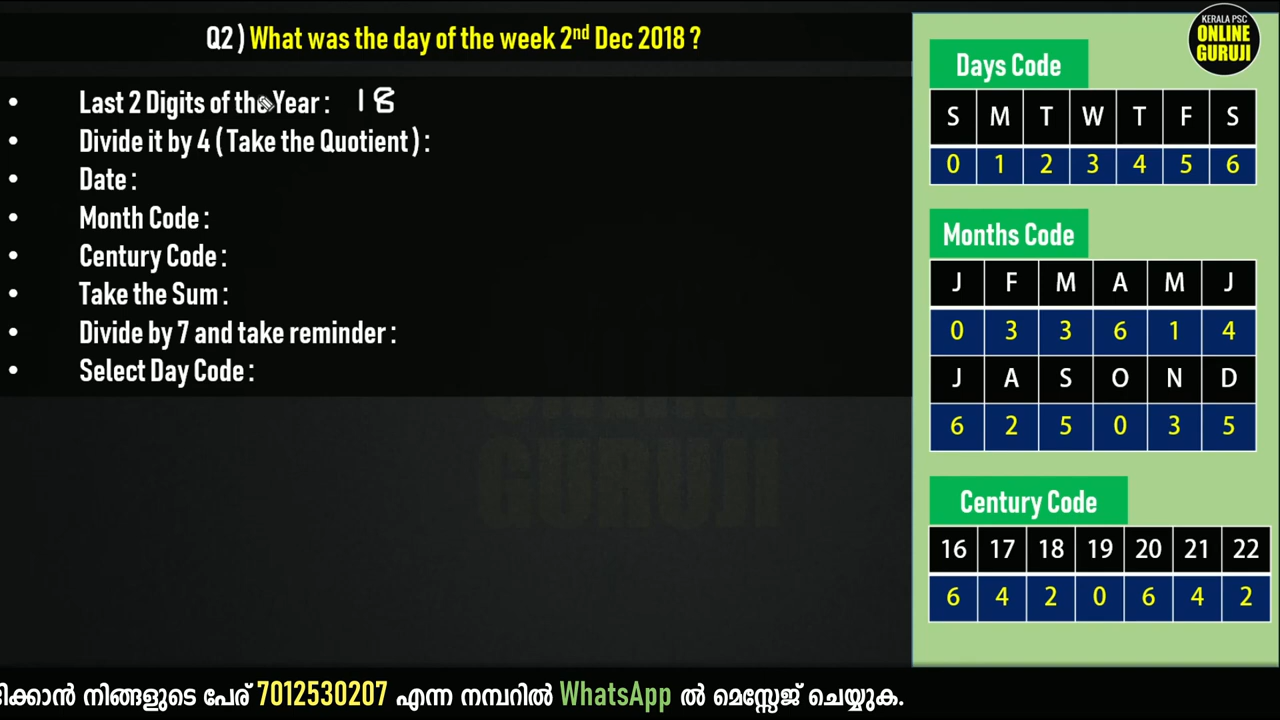 Q2 ) What was the day of the week 2nd Dec 2018 ?
• Last 2 Digits of the Year : 18
• Divide it by 4 ( Take the Quotient ) :
• Date :
• Month Code :
• Century Code :
• Take the Sum :
• Divide by 7 and take reminder :
• Select Day Code :
KERALA PSC
ONLINE
GURUJI
Days Code
S M T W T F S
0 1 2 3 4 5 6
Months Code
J F M A M J
0 3 3 6 1 4
J A S O N D
6 2 5 0 3 5
Century Code
16 17 18 19 20 21 22
6 4 2 0 6 4 2
ONLINE
GURUJI
ിക്കാൻ നിങ്ങളുടെ പേര് 7012530207 എന്ന നമ്പറിൽ WhatsApp ൽ മെസ്സേജ് ചെയ്യുക.